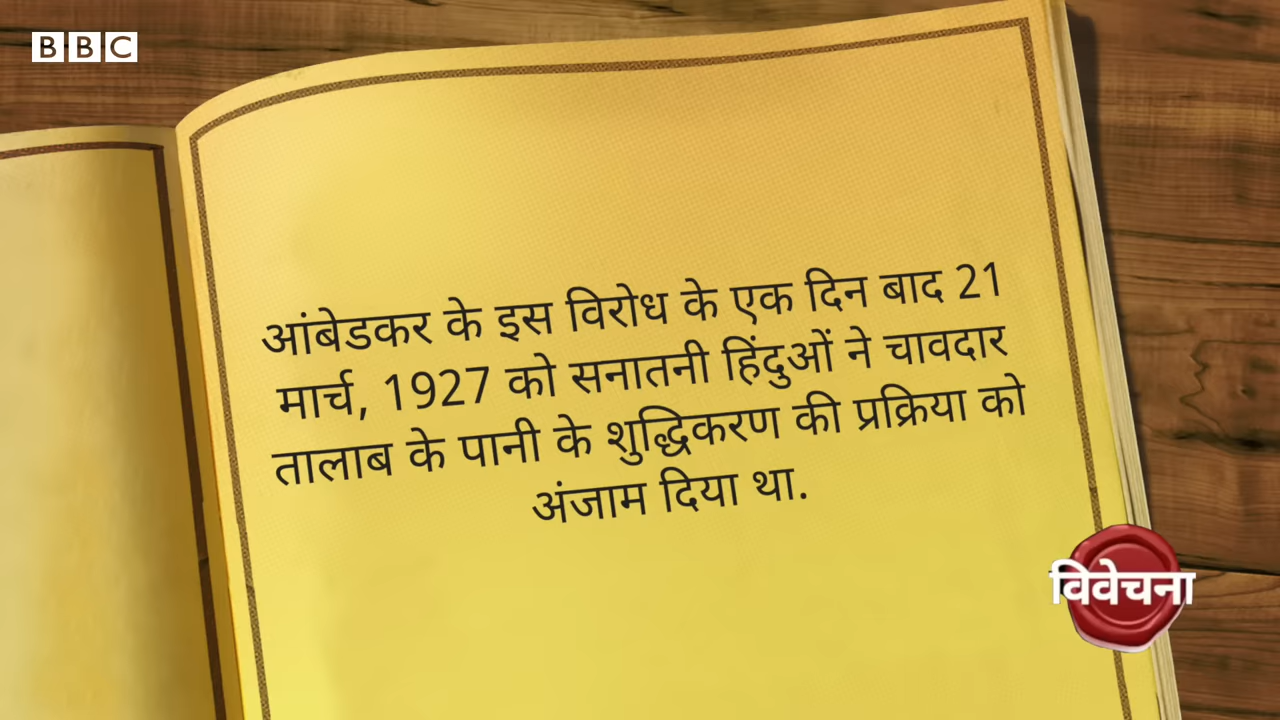 BBC
आंबेडकर के इस विरोध के एक दिन बाद 21
मार्च, 1927 को सनातनी हिंदुओं ने चावदार
तालाब के पानी के शुद्धिकरण की प्रक्रिया को
अंजाम दिया था.
विवेचना